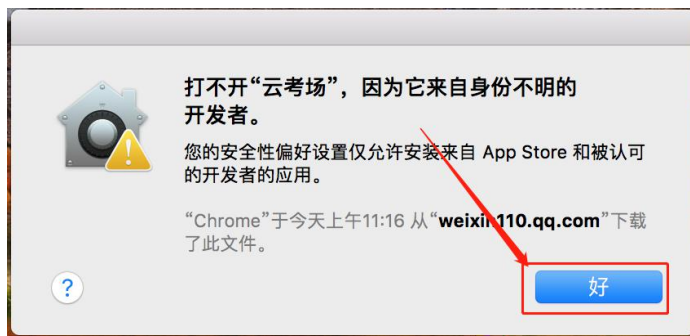 打不开“云考场”，因为它来自身份不明的
开发者。
您的安全性偏好设置仅允许安装来自 App Store 和被认可
的开发者的应用。
“Chrome”于今天上午11:16 从“weixin110.qq.com”下载
了此文件。
?
好